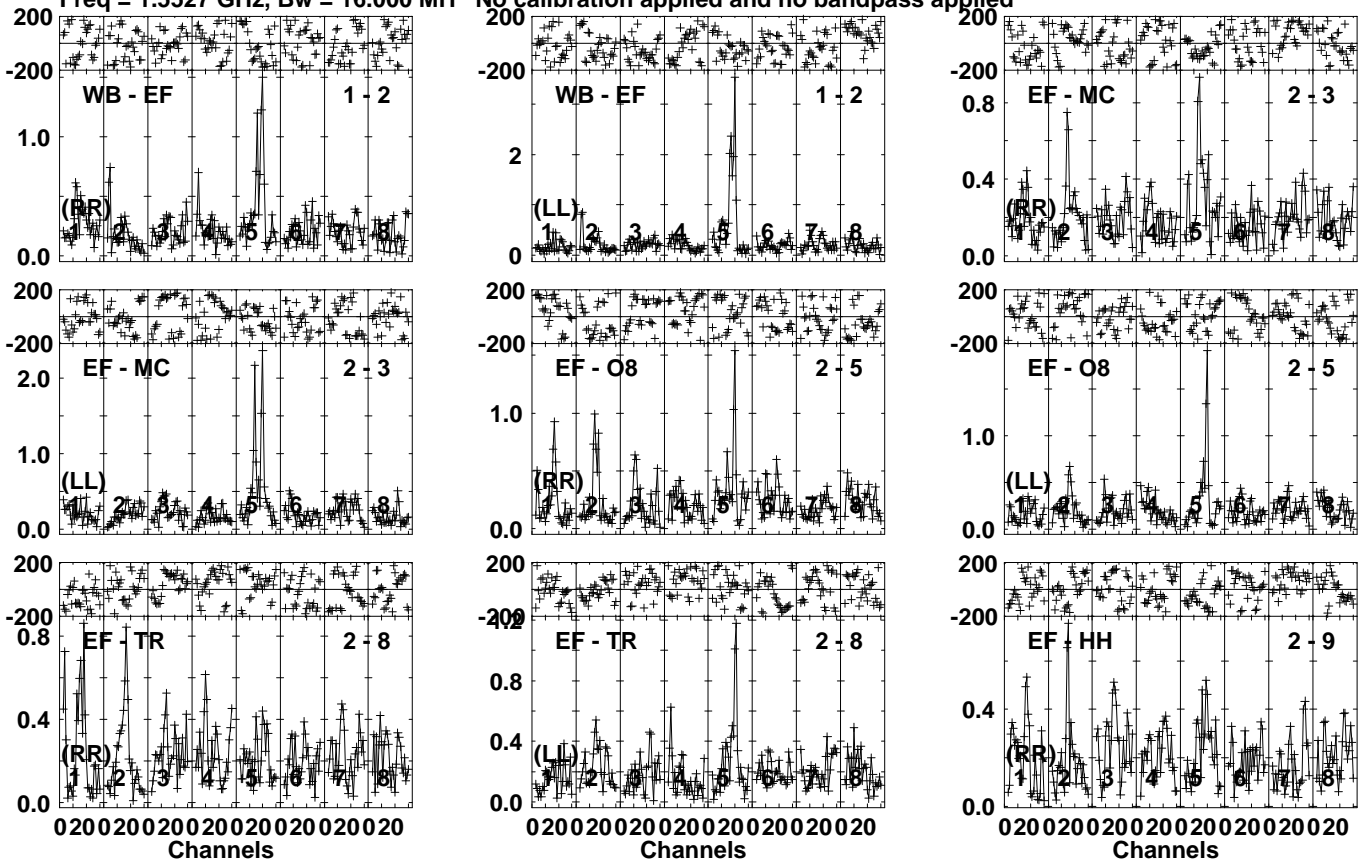 Freq = 1.5527 GHz, Bw = 16.000 MH No calibration applied and no bandpass applied
200 200 200
-200 -200 -200
WB - EF 1 - 2 WB - EF 1 - 2 EF - MC 2 - 3
1.0 2 0.8
0.4
(RR) (LL) (RR)
1 2 3 4 5 6 7 8 1 2 3 4 5 6 7 8 1 2 3 4 5 6 7 8
0.0 0 0.0
200 200 200
-200 -200 -200
EF - MC 2 - 3 EF - O8 2 - 5 EF - O8 2 - 5
2.0 1.0 1.0
1.0
(LL) (RR) (LL)
1 2 3 4 5 6 7 8 1 2 3 4 5 6 7 8 1 2 3 4 5 6 7 8
0.0 0.0 0.0
200 200 200
-200 -200 -200
1.2
EF - TR 2 - 8 EF - TR 2 - 8 EF - HH 2 - 9
0.8 0.8
0.4 0.4 0.4
(RR) (LL) (RR)
1 2 3 4 5 6 7 8 1 2 3 4 5 6 7 8 1 2 3 4 5 6 7 8
0.0 0.0 0.0
0 20 0 20 0 20 0 20 0 20 0 20 0 20 0 20 0 20 0 20 0 20 0 20 0 20 0 20 0 20 0 20 0 20 0 20 0 20 0 20 0 20 0 20 0 20 0 20
Channels Channels Channels